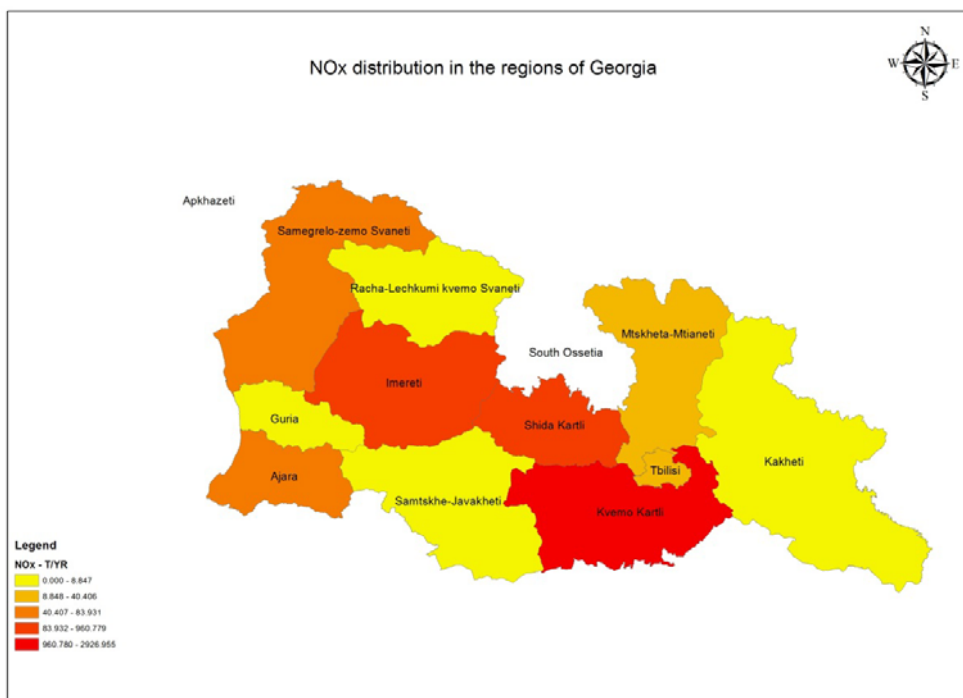 NOx distribution in the regions of Georgia
N
W E
S
Apkhazeti
Samegrelo-zemo Svaneti
Racha-Lechkumi kvemo Svaneti
Mtskheta-Mtianeti
South Ossetia
Imereti
Guria
Shida Kartli
Kakheti
Tbilisi
Ajara
Samtskhe-Javakheti
Kvemo Kartli
Legend
NOx - T/YR
0.000 - 8.847
8.848 - 40.406
40.407 - 83.931
83.932 - 960.779
960.780 - 2926.955